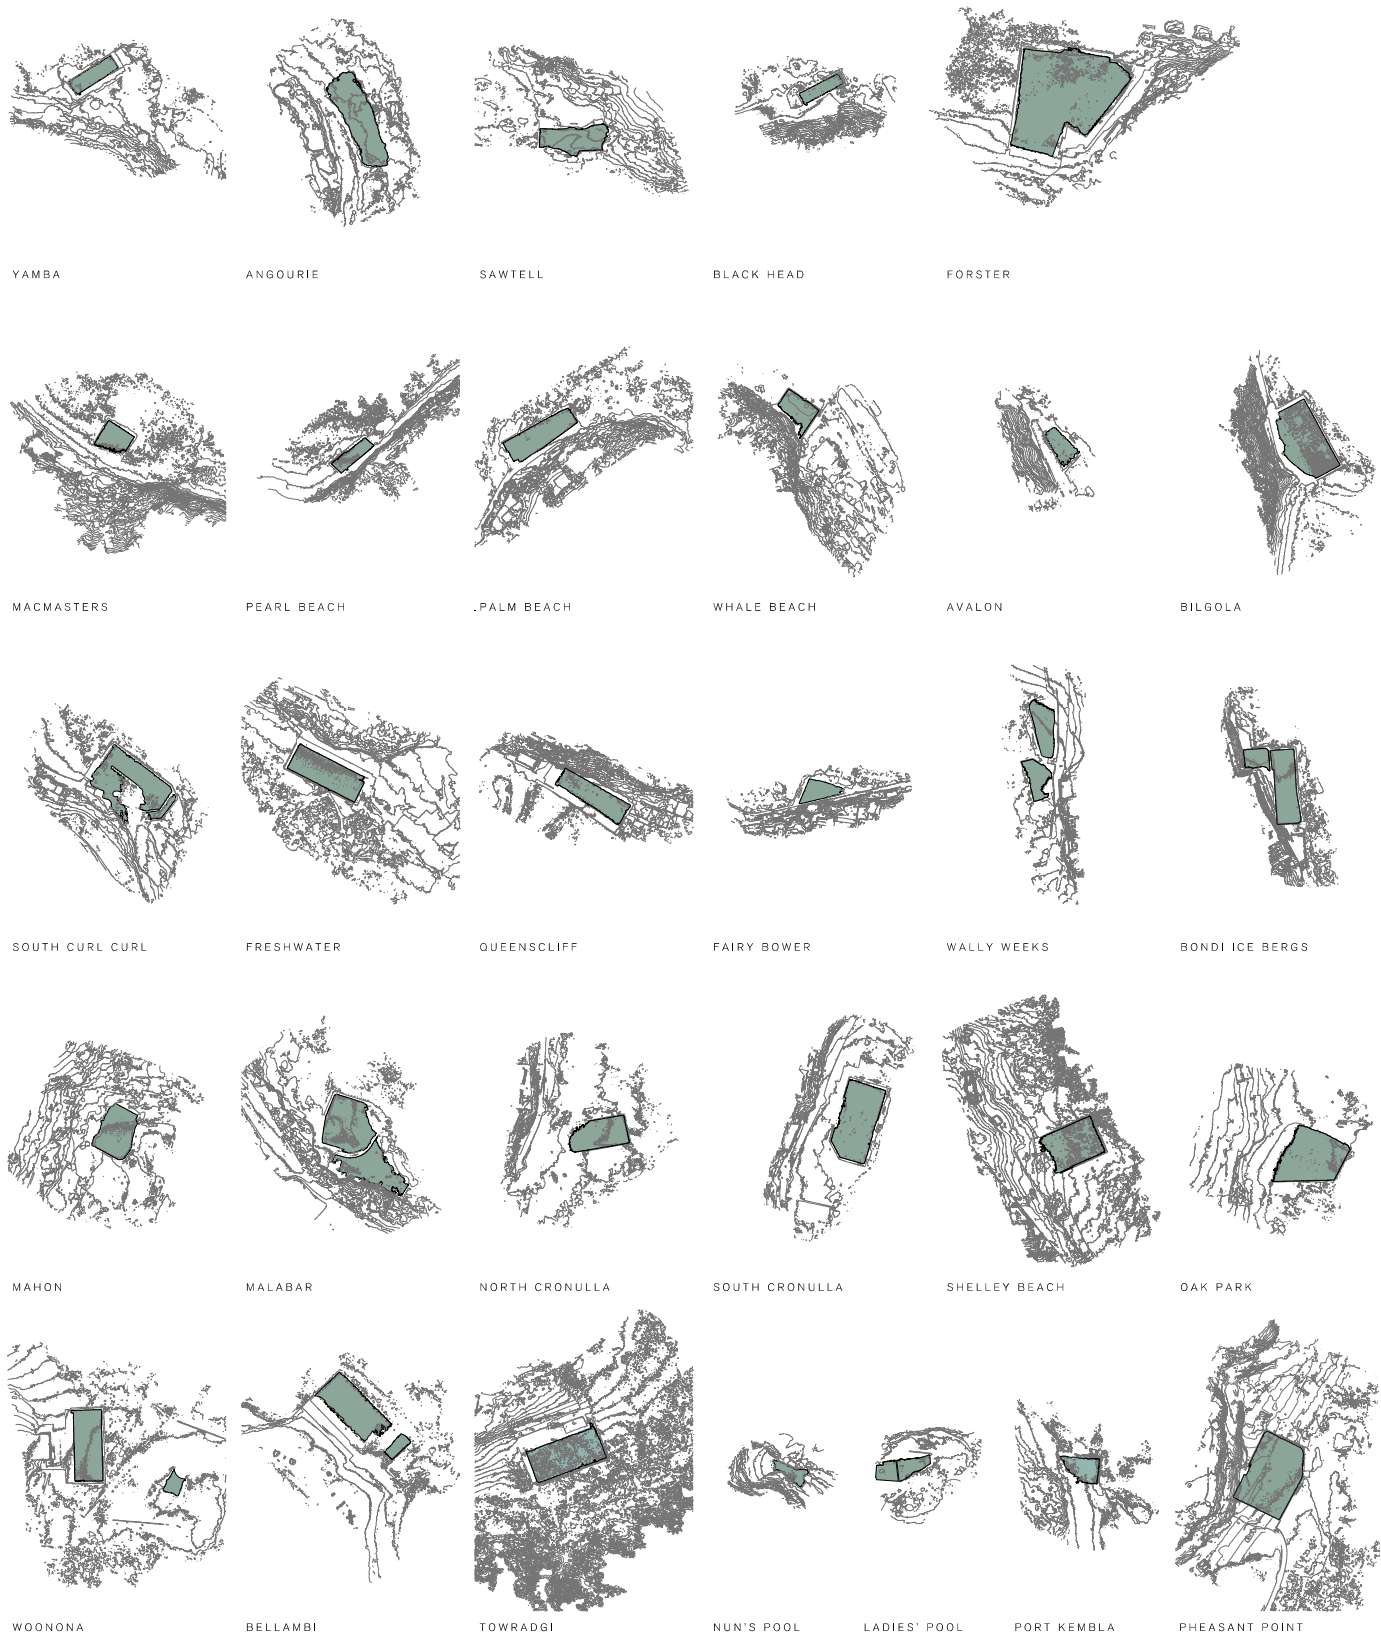 YAMBA
ANGOURIE
SAWTELL
BLACK HEAD
FORSTER
MACMASTERS
PEARL BEACH
.PALM BEACH
WHALE BEACH
AVALON
BILGOLA
SOUTH CURL CURL
FRESHWATER
QUEENSCLIFF
FAIRY BOWER
WALLY WEEKS
BONDI ICE BERGS
MAHON
MALABAR
NORTH CRONULLA
SOUTH CRONULLA
SHELLEY BEACH
OAK PARK
WOONONA
BELLAMBI
TOWRADGI
NUN'S POOL
LADIES' POOL
PORT KEMBLA
PHEASANT POINT